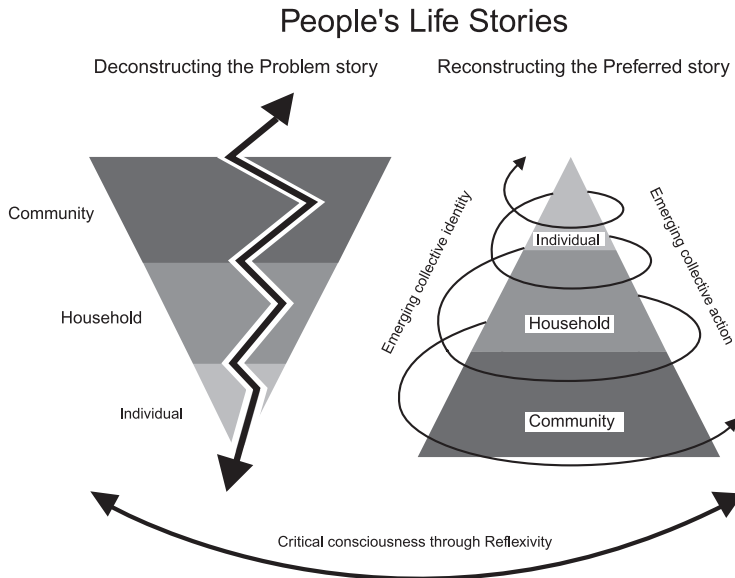 People's Life Stories
Deconstructing the Problem story
Reconstructing the Preferred story
Community
Household
Individual
Emerging collective identity
Individual
Household
Community
Emerging collective action
Critical consciousness through Reflexivity